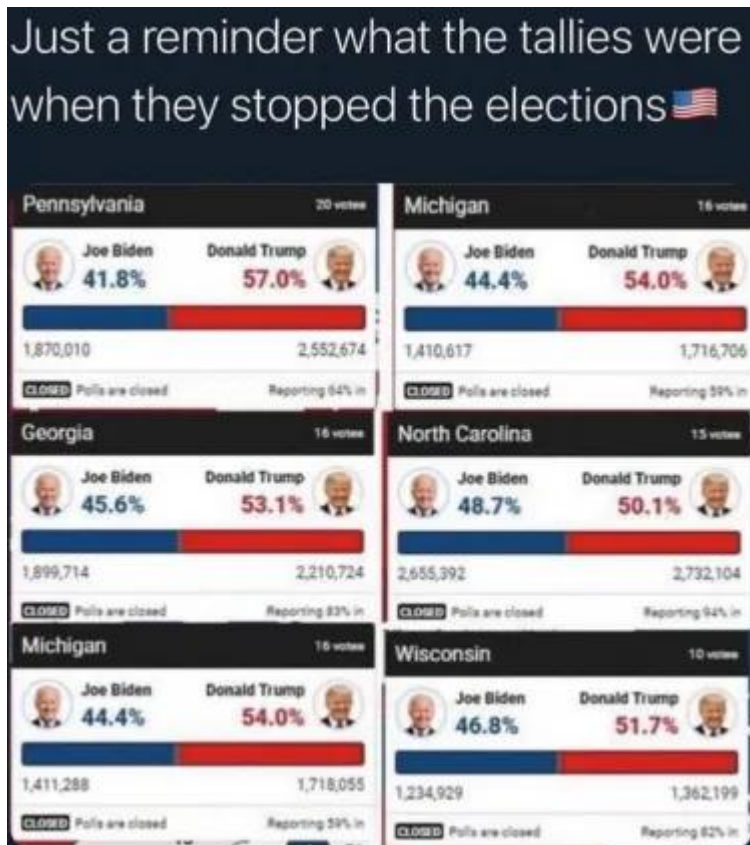 Just a reminder what the tallies were
when they stopped the elections🇺🇸
Pennsylvania 20 votes
Joe Biden Donald Trump
41.8% 57.0%
1,870,010 2,552,674
CLOSED Polls are closed Reporting 64% in
Michigan 16 votes
Joe Biden Donald Trump
44.4% 54.0%
1,410,617 1,716,706
CLOSED Polls are closed Reporting 59% in
Georgia 16 votes
Joe Biden Donald Trump
45.6% 53.1%
1,899,714 2,210,724
CLOSED Polls are closed Reporting 83% in
North Carolina 15 votes
Joe Biden Donald Trump
48.7% 50.1%
2,655,392 2,732,104
CLOSED Polls are closed Reporting 94% in
Michigan 16 votes
Joe Biden Donald Trump
44.4% 54.0%
1,411,288 1,718,055
CLOSED Polls are closed Reporting 59% in
Wisconsin 10 votes
Joe Biden Donald Trump
46.8% 51.7%
1,234,929 1,362,199
CLOSED Polls are closed Reporting 82% in